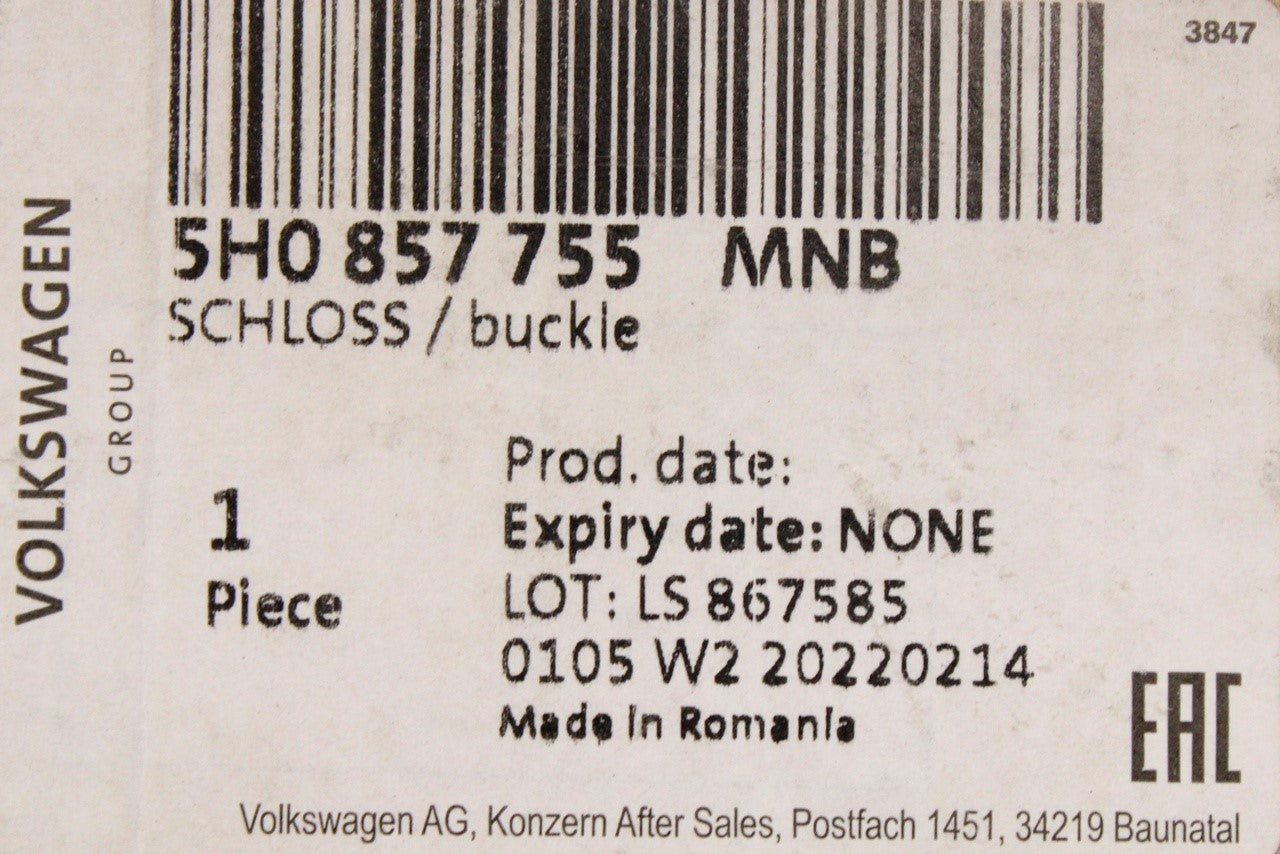 3847
5H0 857 755 MNB
SCHLOSS / buckle
VOLKSWAGEN
GROUP
1
Piece
Prod. date:
Expiry date: NONE
LOT: LS 867585
0105 W2 20220214
Made in Romania
EAC
Volkswagen AG, Konzern After Sales, Postfach 1451, 34219 Baunatal